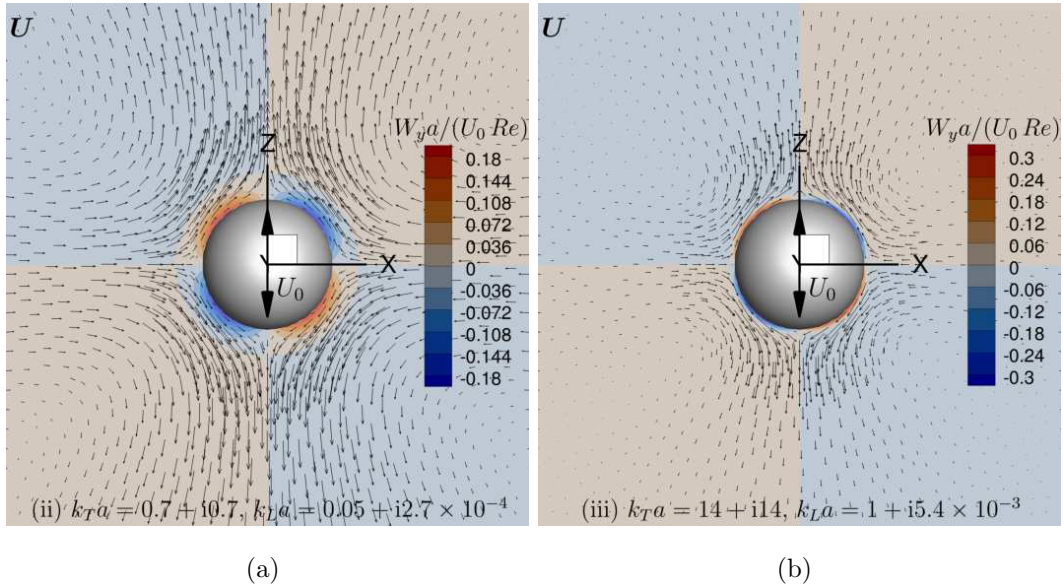 U
Z
W_y a/(U_0 Re)
0.18
0.144
0.108
0.072
0.036
0
-0.036
-0.072
-0.108
-0.144
-0.18
Y
X
U_0
(ii) k_T a = 0.7 + i0.7, k_L a = 0.05 + i2.7 × 10^{-4}
(a)
U
Z
W_y a/(U_0 Re)
0.3
0.24
0.18
0.12
0.06
0
-0.06
-0.12
-0.18
-0.24
-0.3
Y
X
U_0
(iii) k_T a = 14 + i14, k_L a = 1 + i5.4 × 10^{-3}
(b)